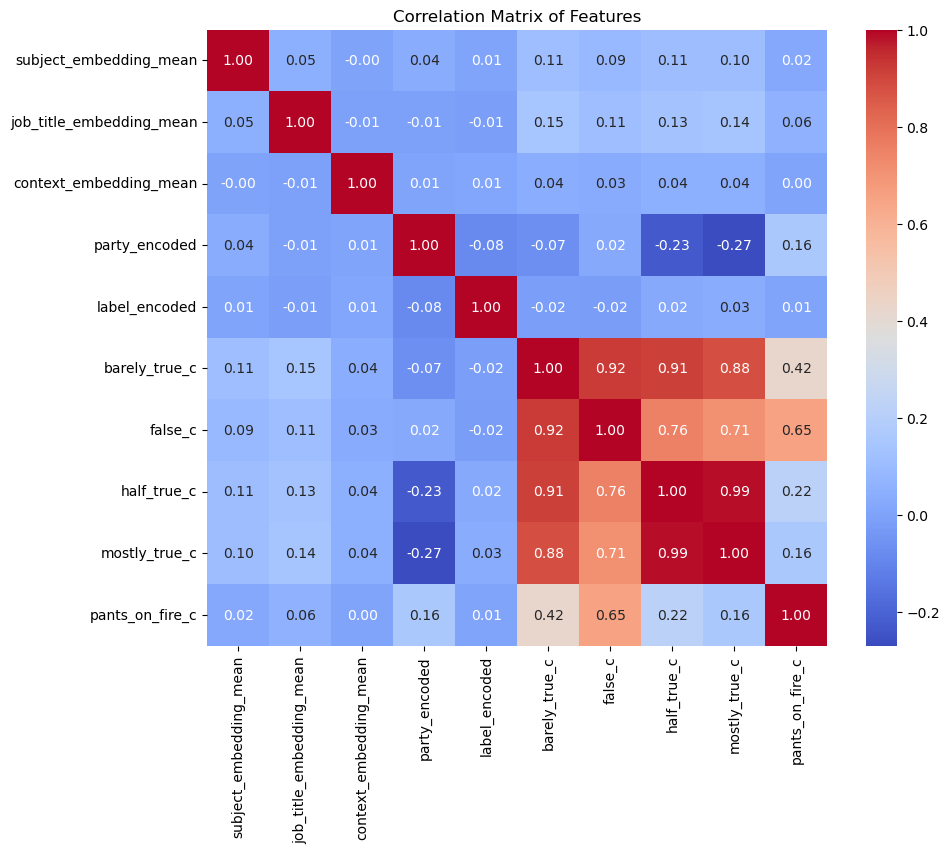 Correlation Matrix of Features
subject_embedding_mean 1.00 0.05 -0.00 0.04 0.01 0.11 0.09 0.11 0.10 0.02
job_title_embedding_mean 0.05 1.00 -0.01 -0.01 -0.01 0.15 0.11 0.13 0.14 0.06
context_embedding_mean -0.00 -0.01 1.00 0.01 0.01 0.04 0.03 0.04 0.04 0.00
party_encoded 0.04 -0.01 0.01 1.00 -0.08 -0.07 0.02 -0.23 -0.27 0.16
label_encoded 0.01 -0.01 0.01 -0.08 1.00 -0.02 -0.02 0.02 0.03 0.01
barely_true_c 0.11 0.15 0.04 -0.07 -0.02 1.00 0.92 0.91 0.88 0.42
false_c 0.09 0.11 0.03 0.02 -0.02 0.92 1.00 0.76 0.71 0.65
half_true_c 0.11 0.13 0.04 -0.23 0.02 0.91 0.76 1.00 0.99 0.22
mostly_true_c 0.10 0.14 0.04 -0.27 0.03 0.88 0.71 0.99 1.00 0.16
pants_on_fire_c 0.02 0.06 0.00 0.16 0.01 0.42 0.65 0.22 0.16 1.00
subject_embedding_mean
job_title_embedding_mean
context_embedding_mean
party_encoded
label_encoded
barely_true_c
false_c
half_true_c
mostly_true_c
pants_on_fire_c
1.0
0.8
0.6
0.4
0.2
0.0
−0.2